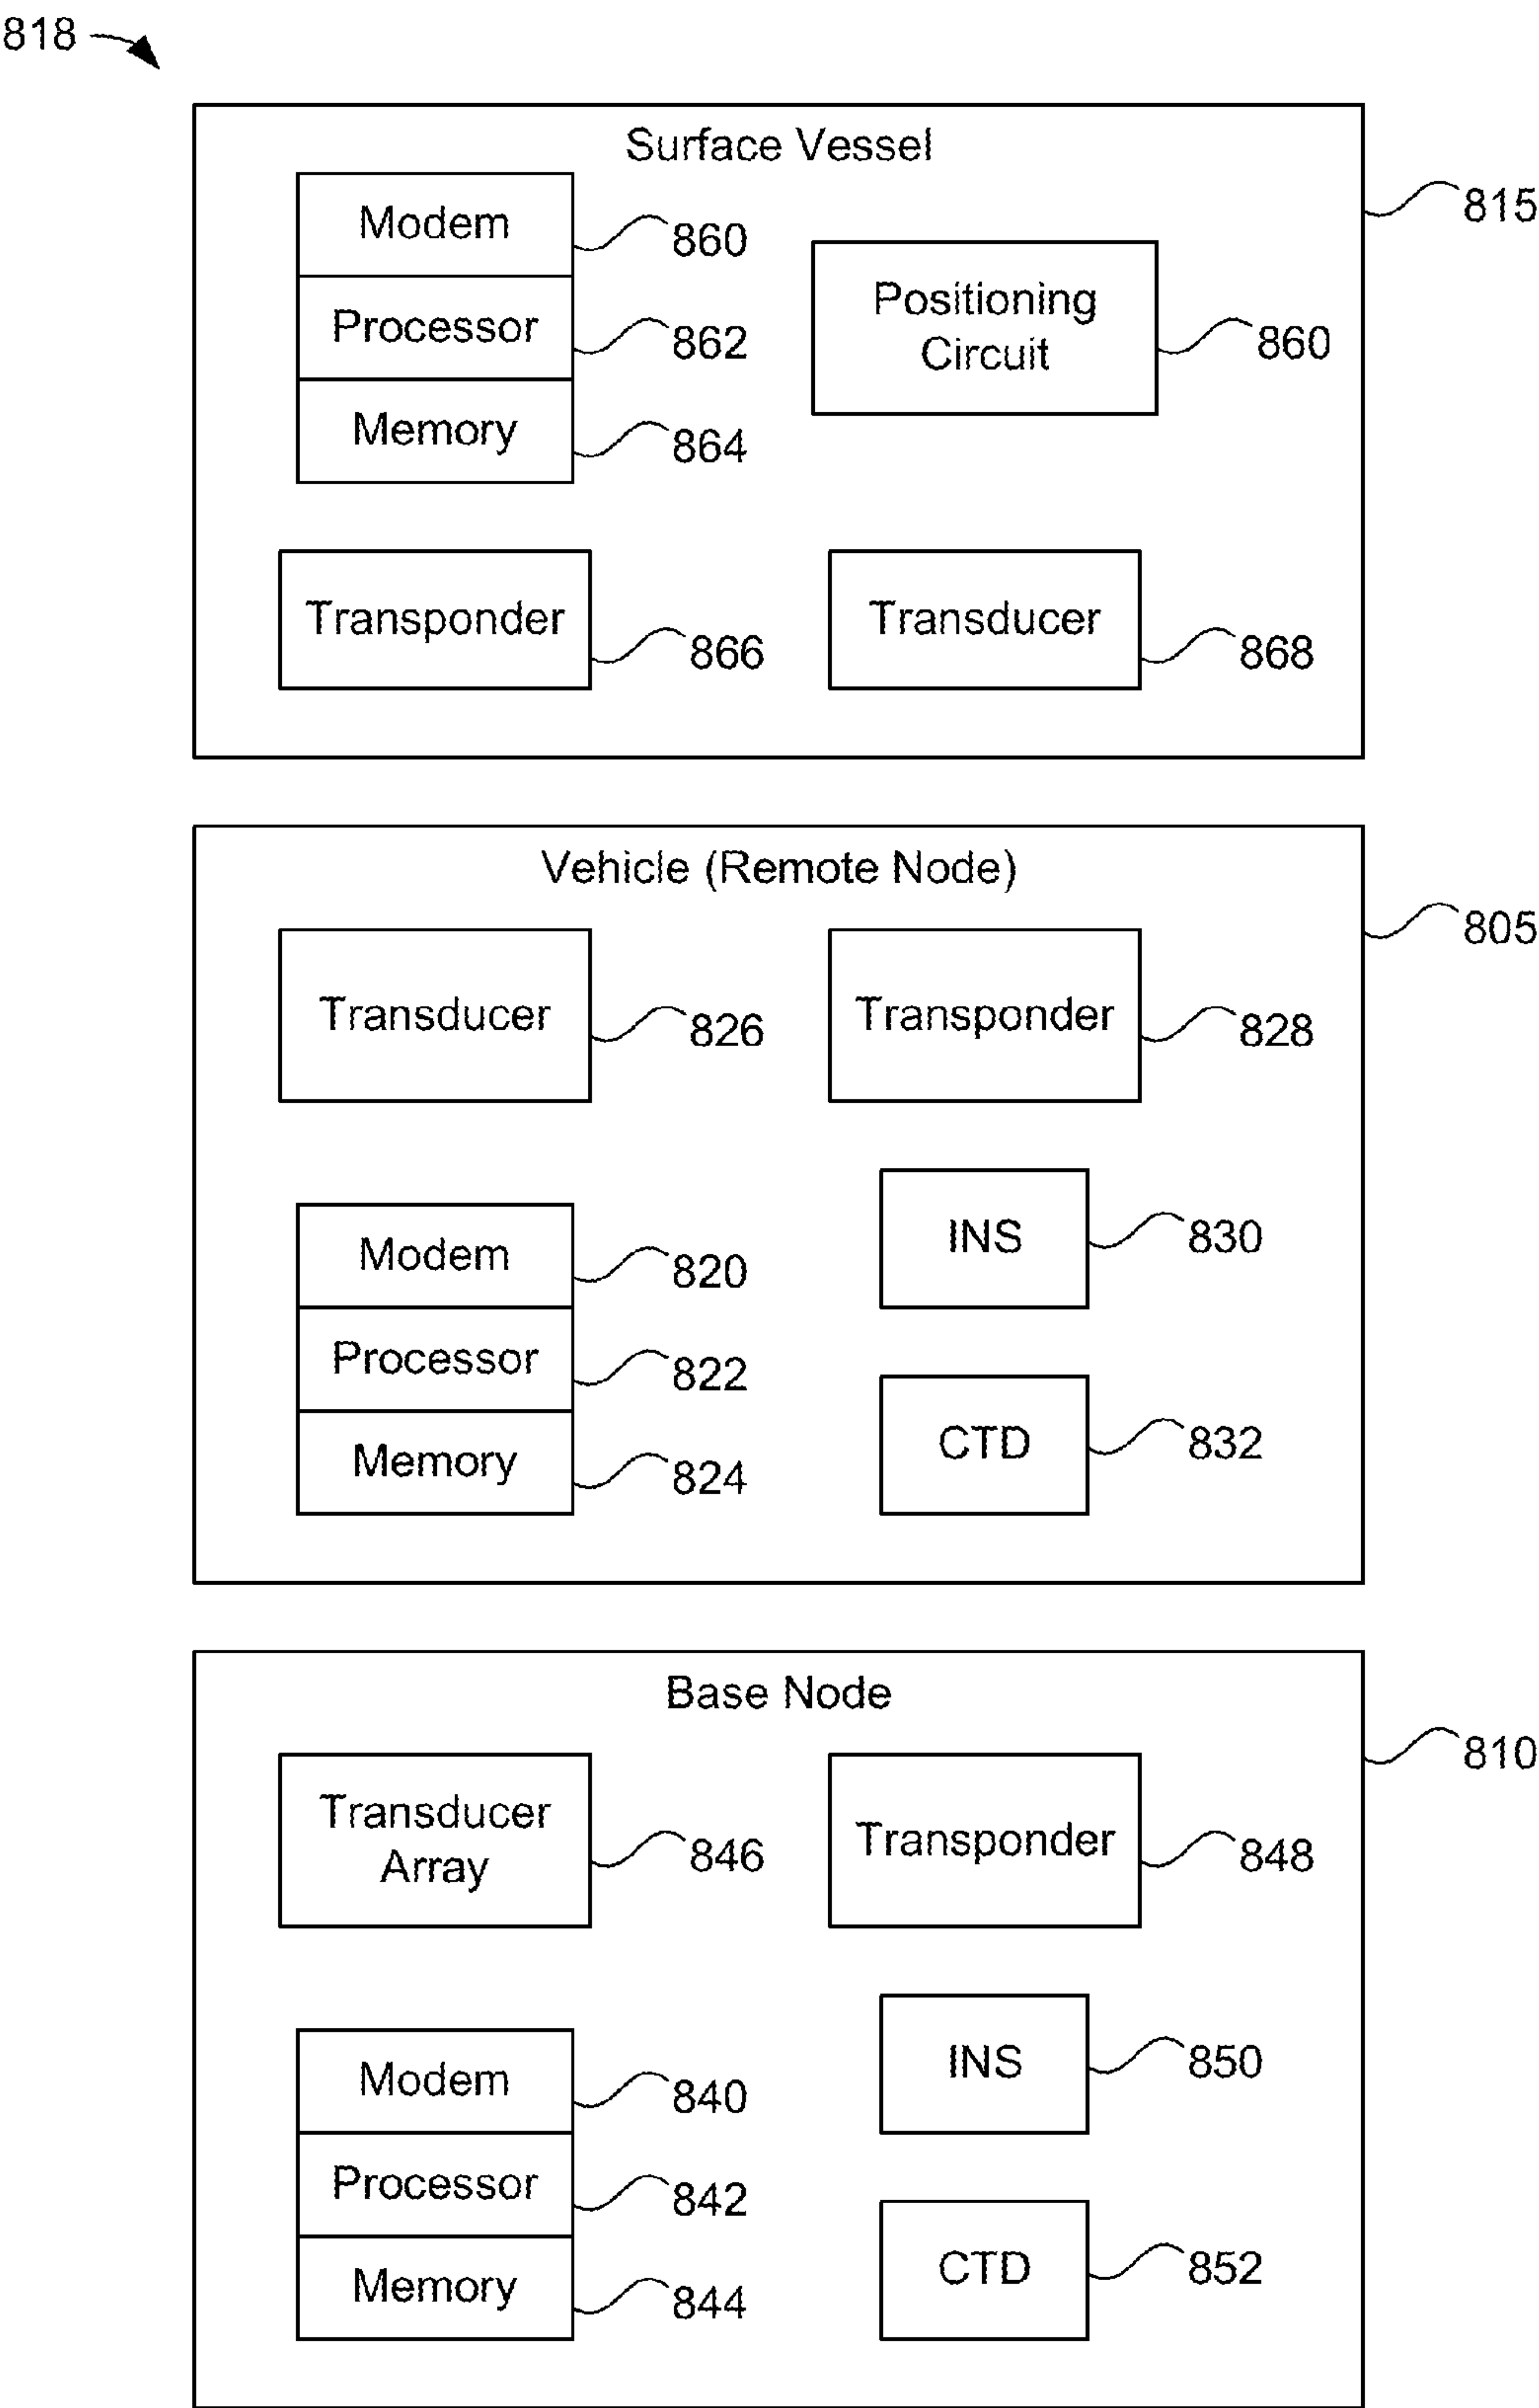 818
Surface Vessel
815
Modem
860
Positioning
Circuit
860
Processor
862
Memory
864
Transponder
866
Transducer
868
Vehicle (Remote Node)
805
Transducer
826
Transponder
828
Modem
820
INS
830
Processor
822
CTD
832
Memory
824
Base Node
810
Transducer
Array
846
Transponder
848
Modem
840
INS
850
Processor
842
CTD
852
Memory
844